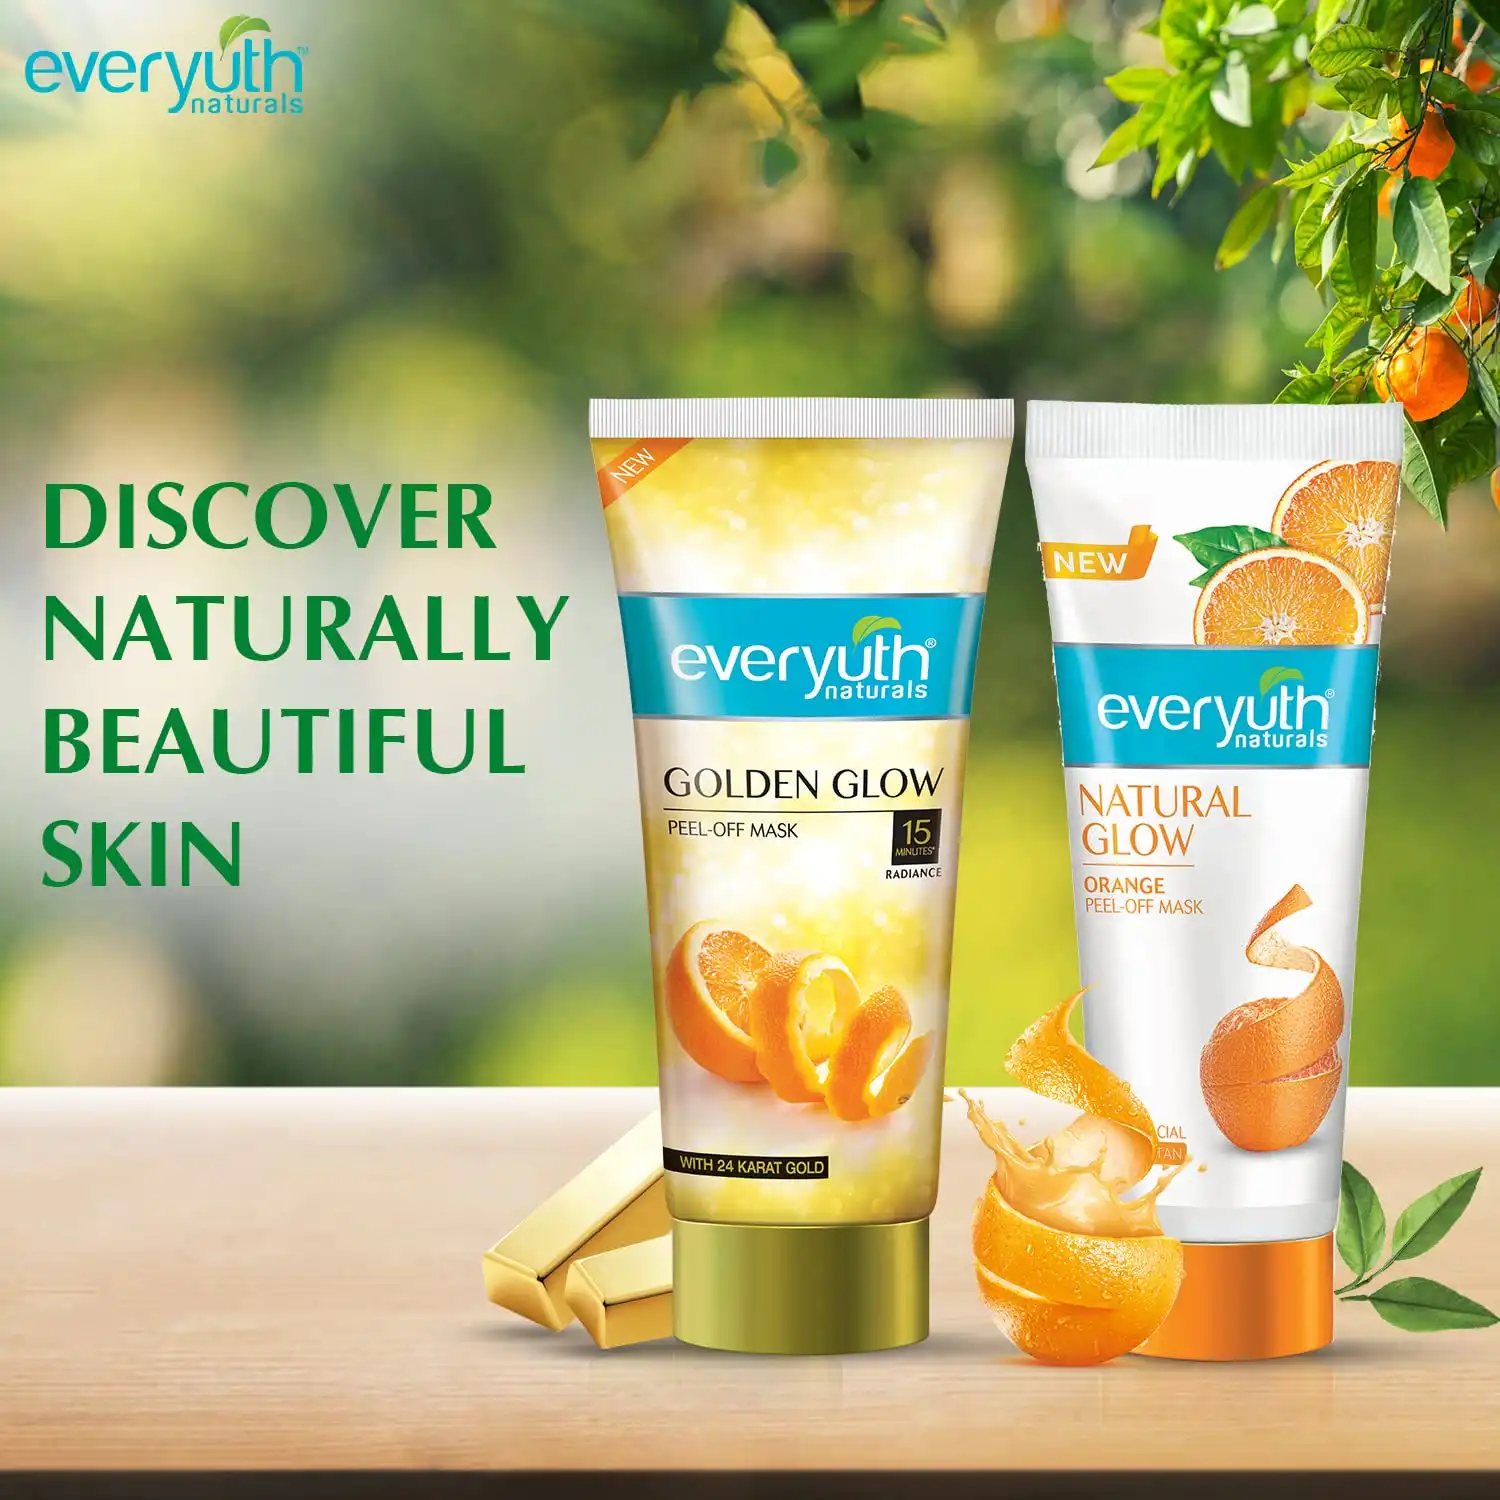 everyuth™
naturals
DISCOVER
NATURALLY
BEAUTIFUL
SKIN
NEW
everyuth®
naturals
GOLDEN GLOW
PEEL-OFF MASK
15
MINUTES*
RADIANCE
WITH 24 KARAT GOLD
NEW
everyuth®
naturals
NATURAL
GLOW
ORANGE
PEEL-OFF MASK